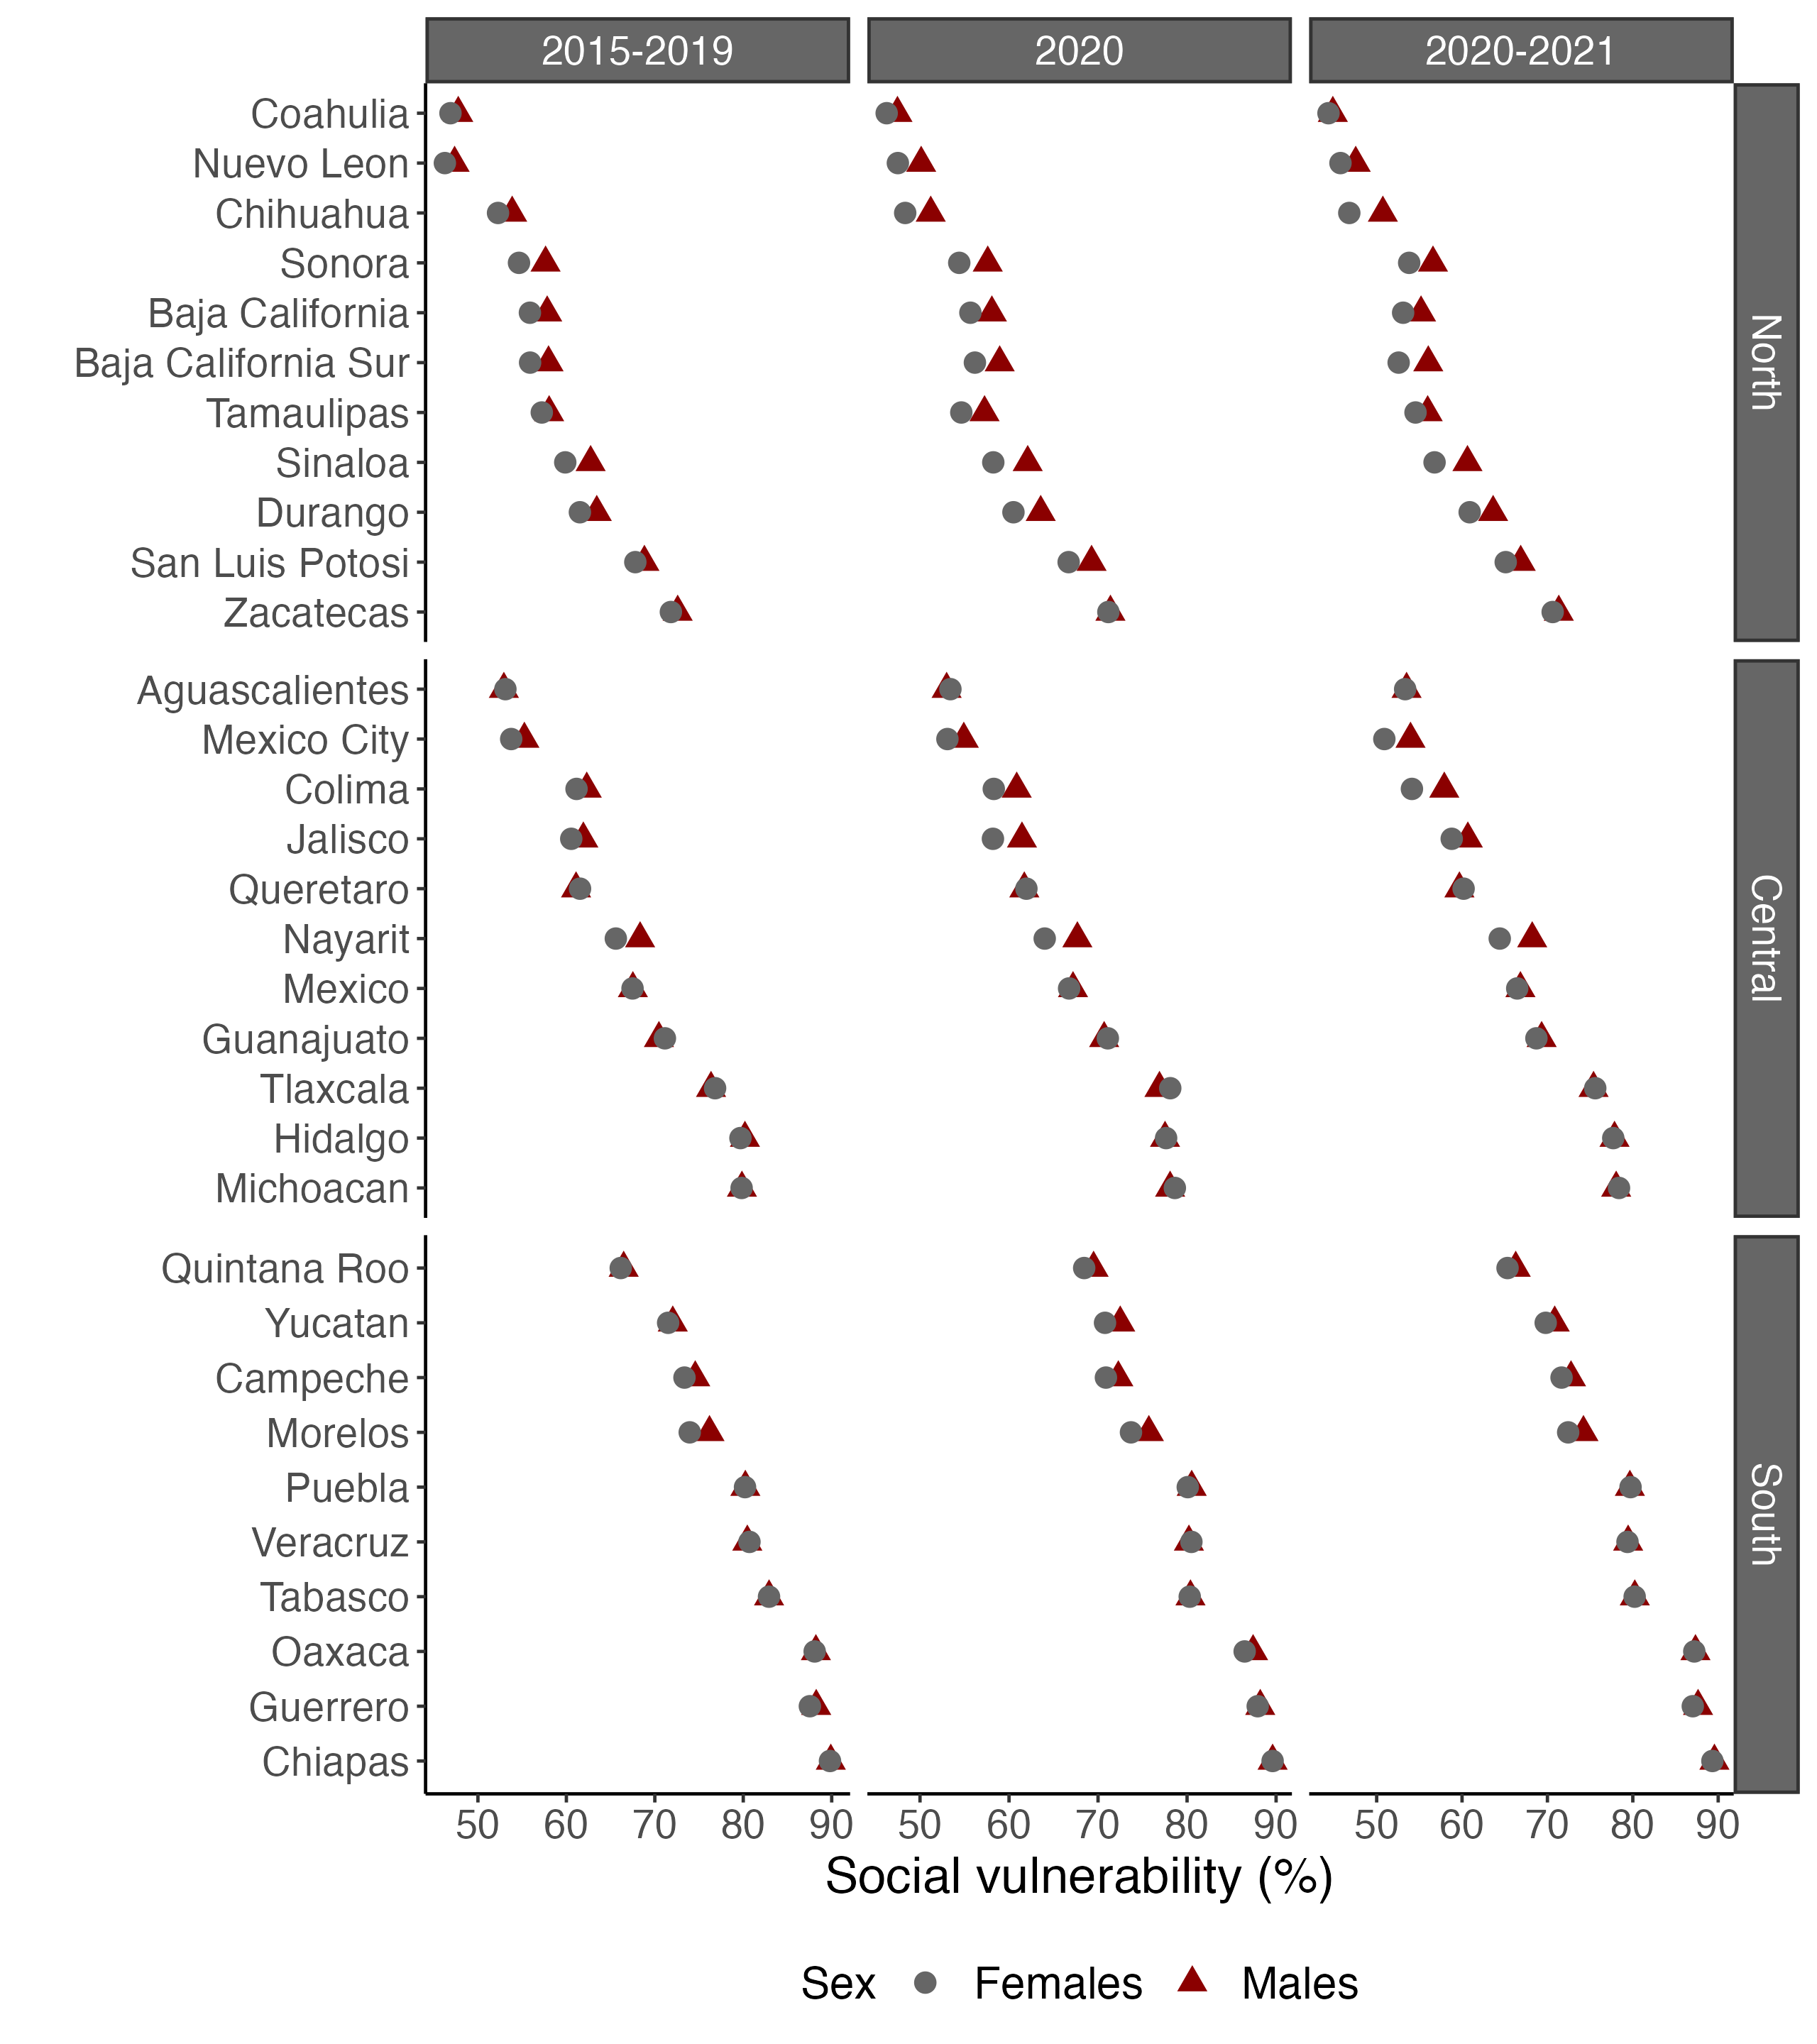 2015-2019 2020 2020-2021
Coahulia
Nuevo Leon
Chihuahua
Sonora
Baja California
Baja California Sur
Tamaulipas
Sinaloa
Durango
San Luis Potosi
Zacatecas
North
Aguascalientes
Mexico City
Colima
Jalisco
Queretaro
Nayarit
Mexico
Guanajuato
Tlaxcala
Hidalgo
Michoacan
Central
Quintana Roo
Yucatan
Campeche
Morelos
Puebla
Veracruz
Tabasco
Oaxaca
Guerrero
Chiapas
South
50 60 70 80 90 50 60 70 80 90 50 60 70 80 90
Social vulnerability (%)
Sex Females Males